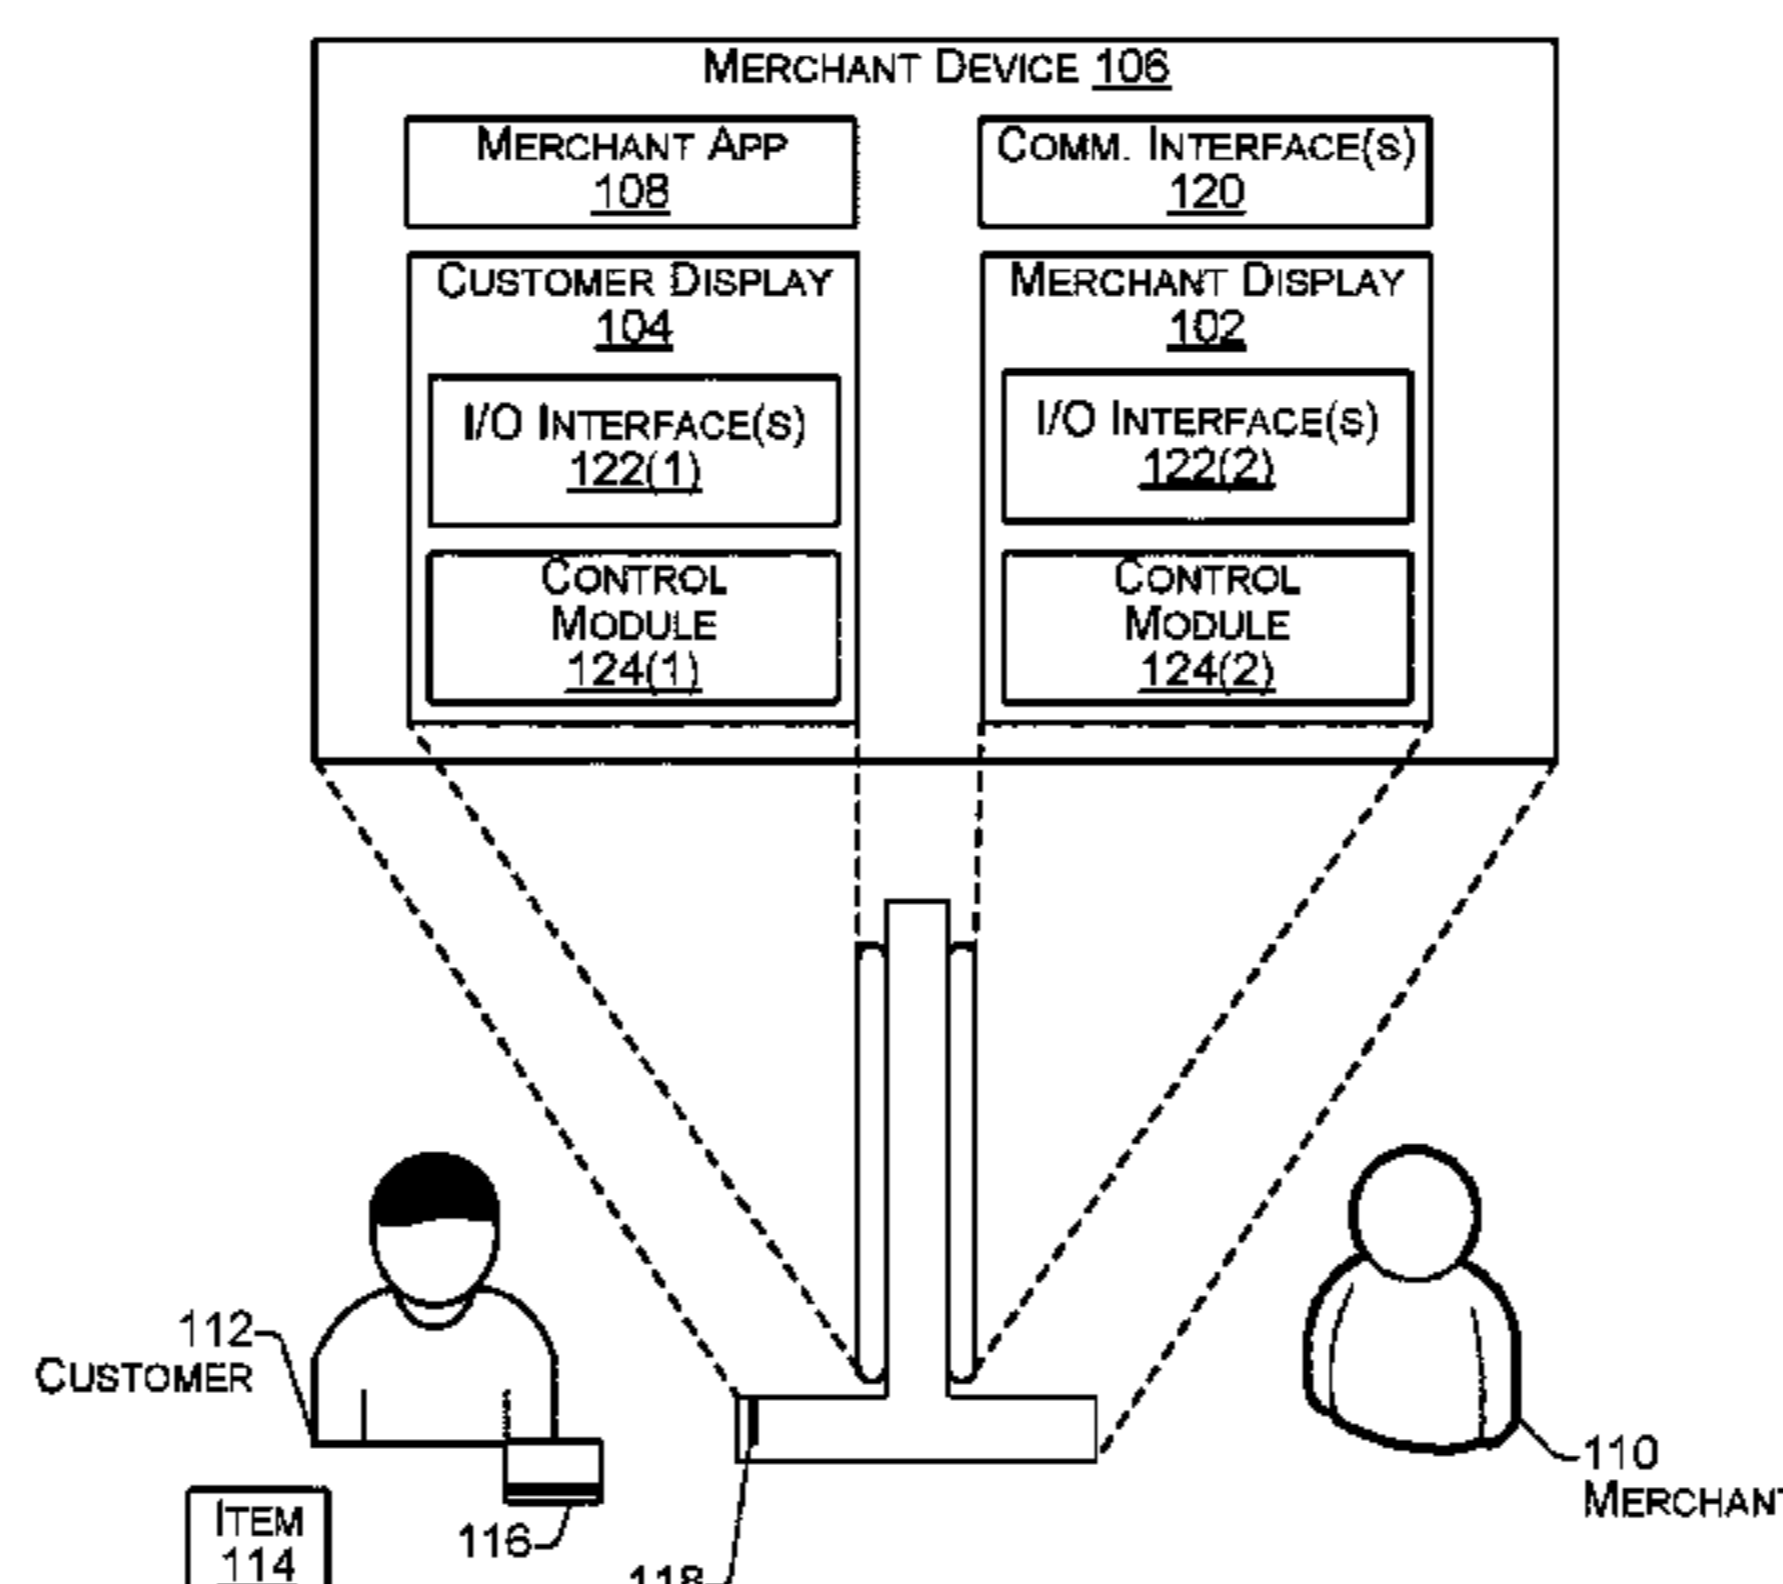 MERCHANT DEVICE 106
MERCHANT APP
108
COMM. INTERFACE(S)
120
CUSTOMER DISPLAY
104
I/O INTERFACE(S)
122(1)
CONTROL
MODULE
124(1)
MERCHANT DISPLAY
102
I/O INTERFACE(S)
122(2)
CONTROL
MODULE
124(2)
112
CUSTOMER
110
MERCHANT
ITEM
114
116
118